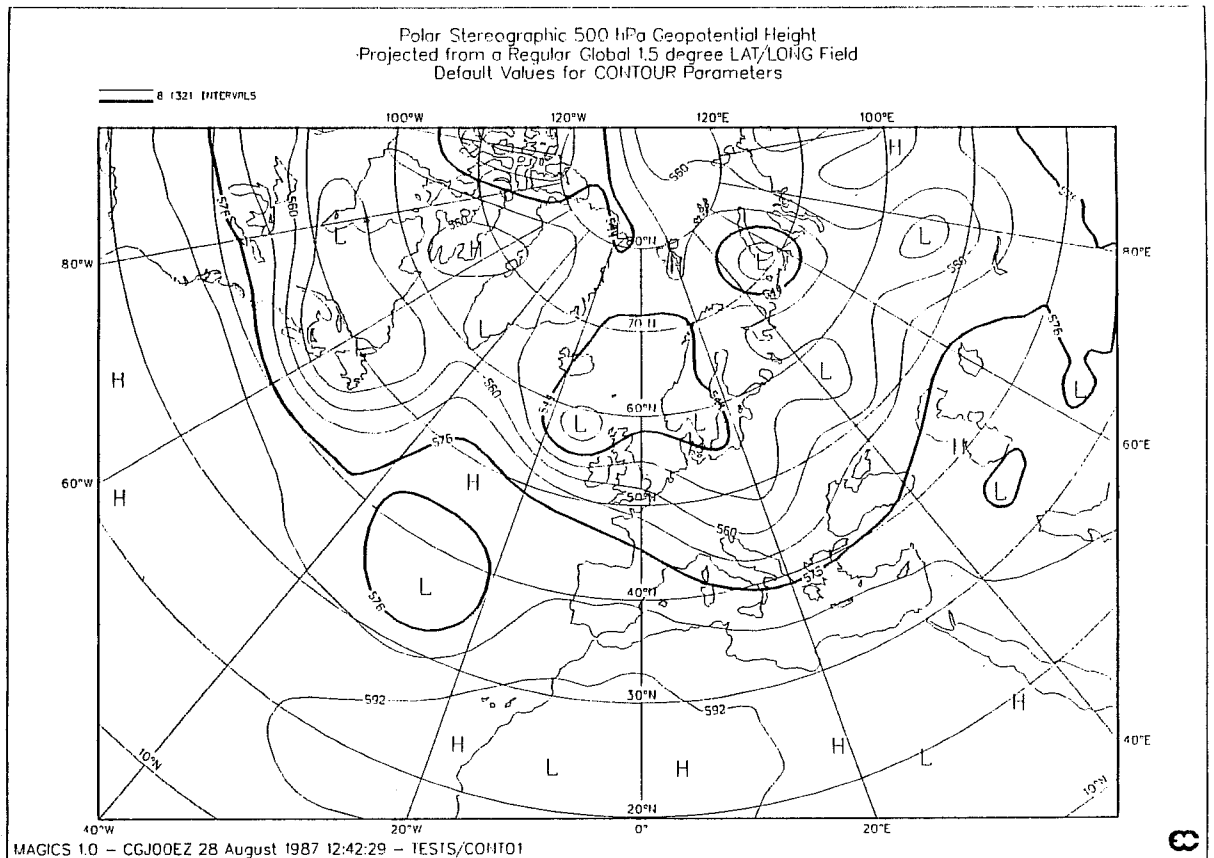 Polar Stereographic 500 hPa Geopotential Height
Projected from a Regular Global 1.5 degree LAT/LONG Field
Default Values for CONTOUR Parameters
INTERVALS
100°W 120°W 120°E 100°E
80°W
60°W
80°E
60°E
40°E
40°W 20°W 0° 20°E
80°N
70°N
60°N
50°N
40°N
30°N
20°N
10°N
10°N
576
560
560
560
566
576
560
576
560
576
592
592
H
H
H
H
H
H
H
H
H
L
L
L
L
L
L
L
L
L
L
L
L
MAGICS 1.0 - CGJ00EZ 28 August 1987 12:42:29 - TESTS/CONT01